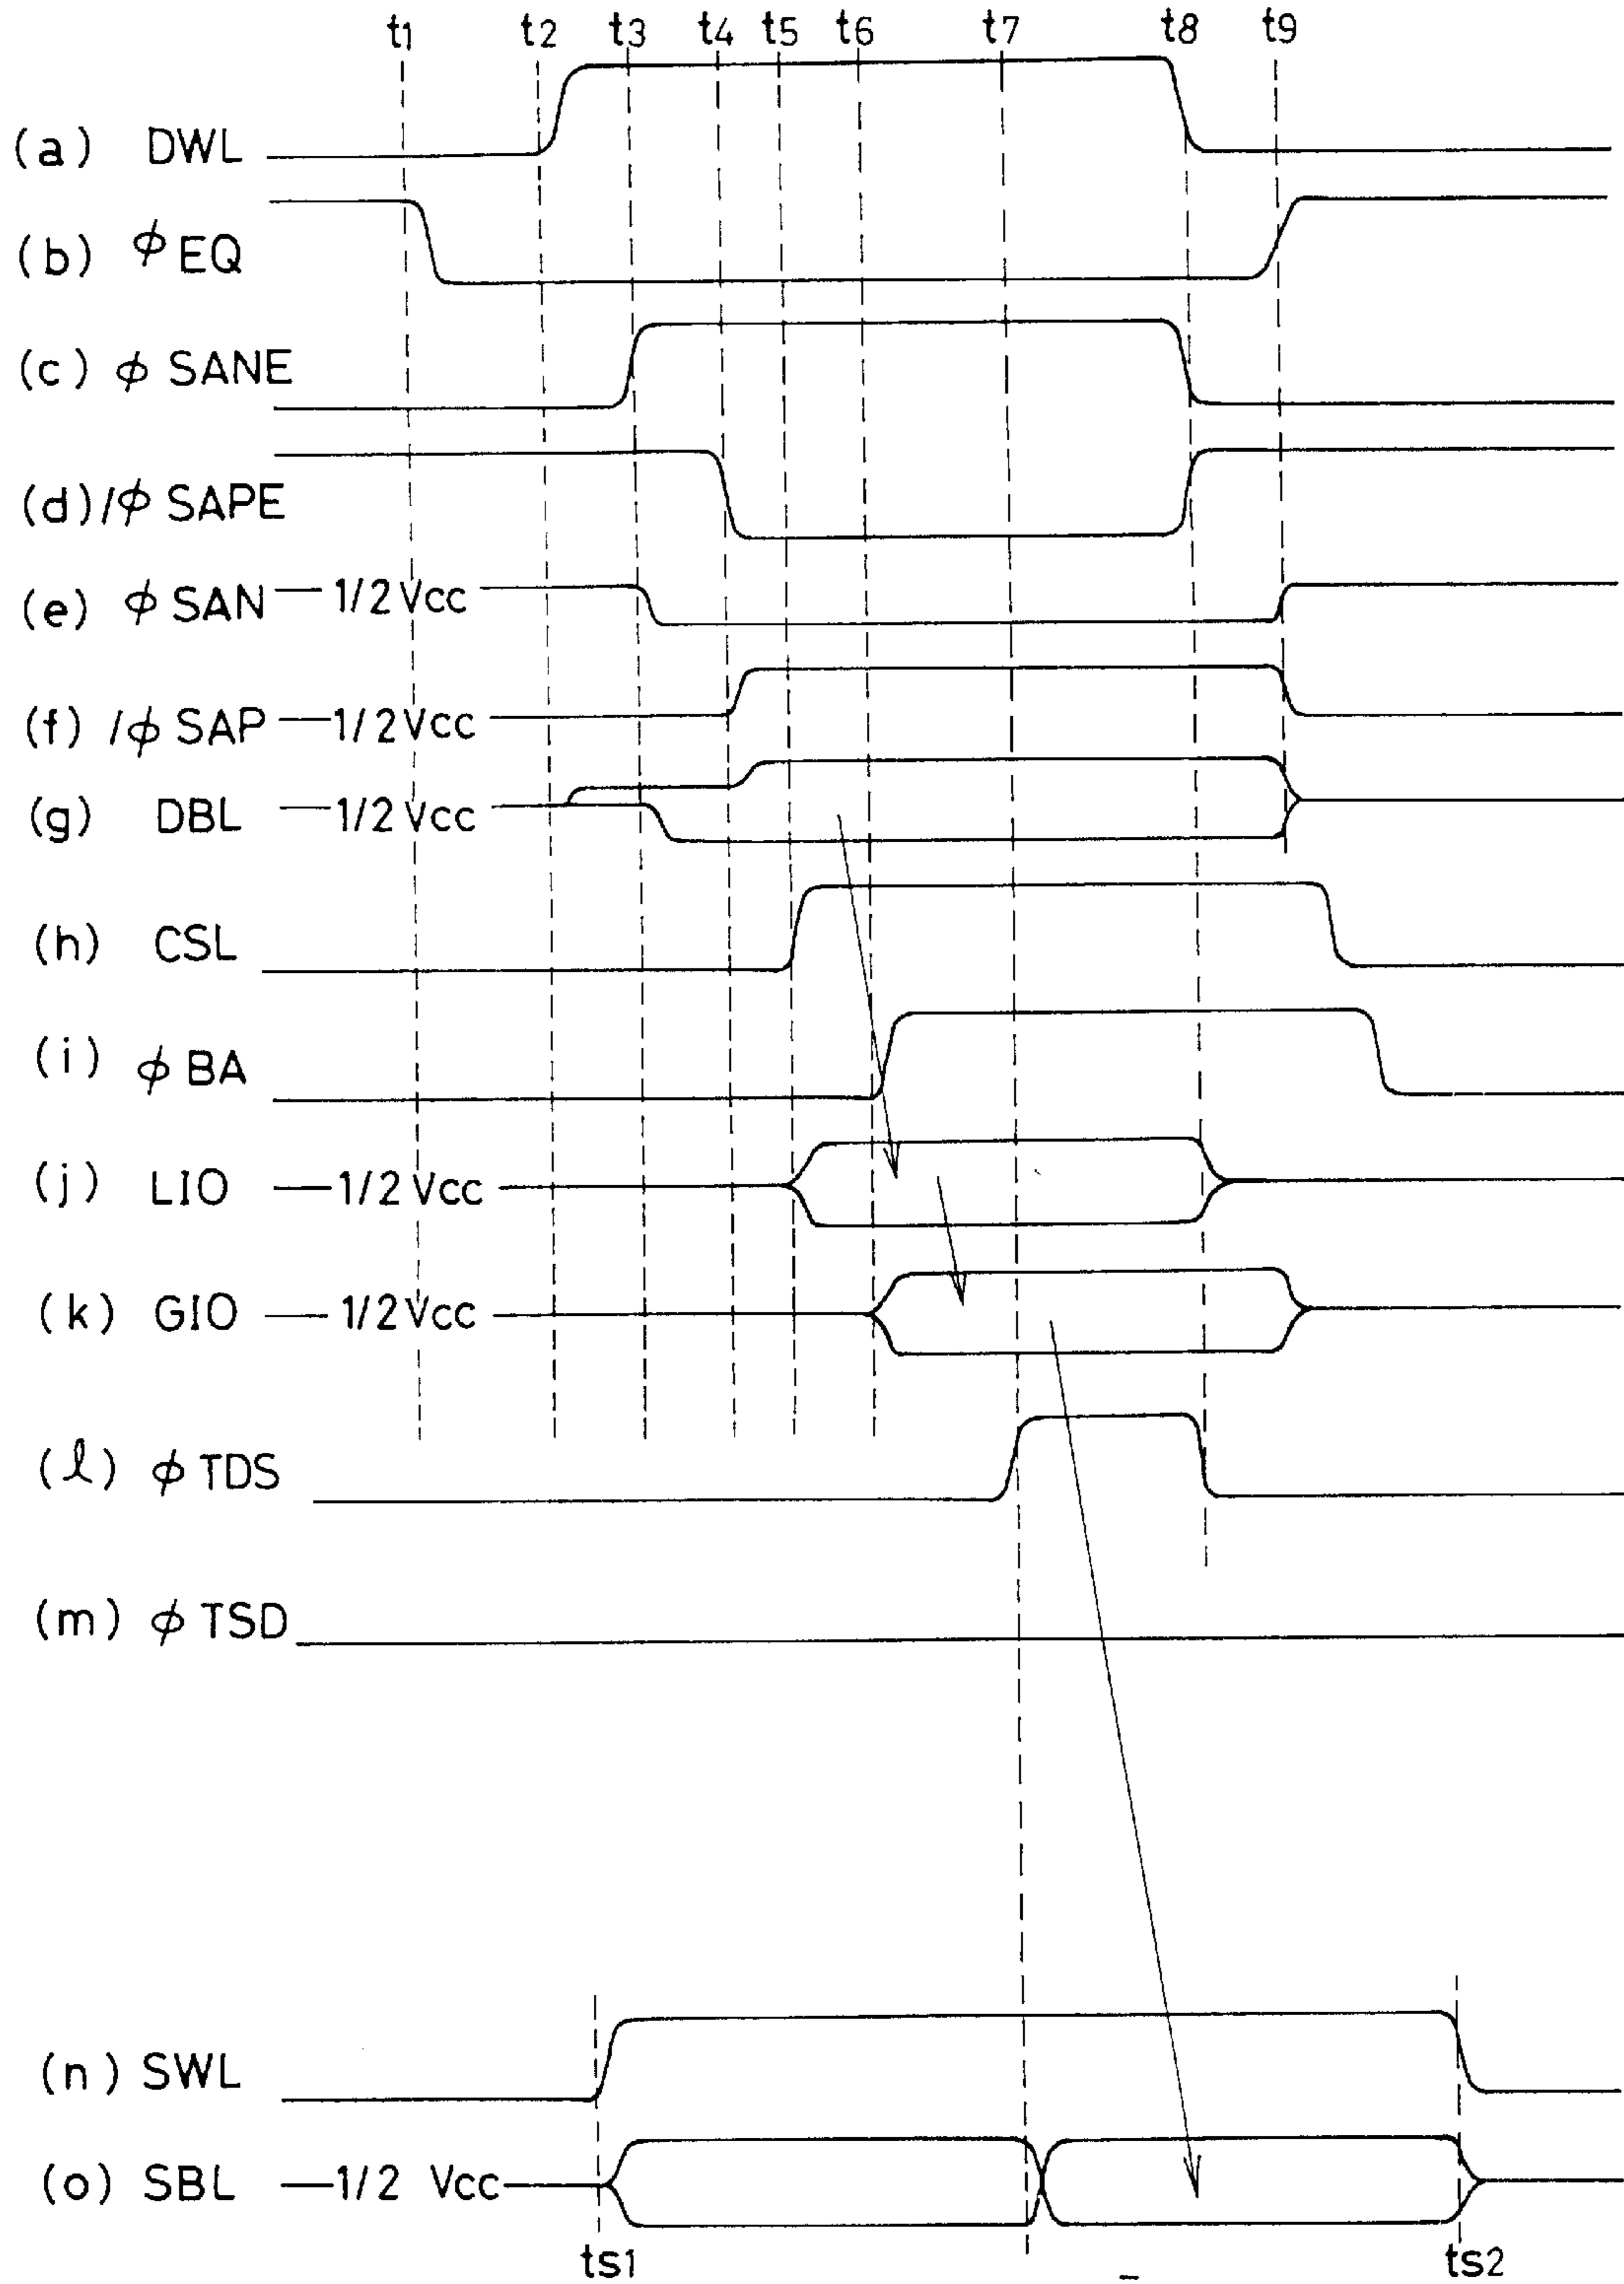 t1 t2 t3 t4 t5 t6 t7 t8 t9
(a) DWL
(b) ϕ EQ
(c) ϕ SANE
(d) /ϕ SAPE
(e) ϕ SAN — 1/2 Vcc
(f) /ϕ SAP — 1/2 Vcc
(g) DBL — 1/2 Vcc
(h) CSL
(i) ϕ BA
(j) LIO — 1/2 Vcc
(k) GIO — 1/2 Vcc
(ℓ) ϕ TDS
(m) ϕ TSD
(n) SWL
(o) SBL — 1/2 Vcc
ts1 ts2